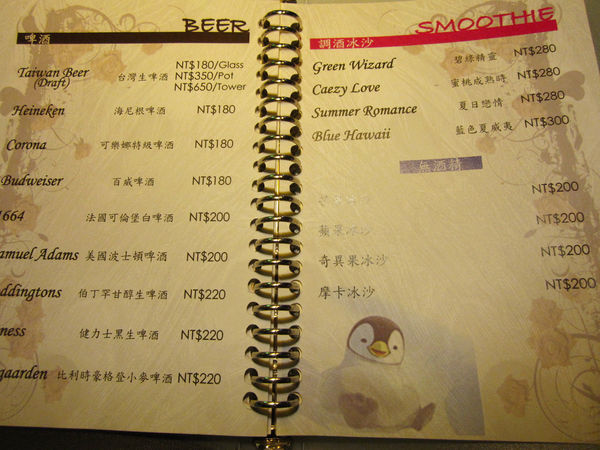 BEER
啤酒
Taiwan Beer 台灣生啤酒 NT$180/Glass
(Draft) NT$350/Pot
NT$650/Tower
Heineken 海尼根啤酒 NT$180
Corona 可樂娜特級啤酒 NT$180
Budweiser 百威啤酒 NT$180
1664 法國可倫堡白啤酒 NT$200
amuel Adams 美國波士頓啤酒 NT$200
ddingtons 伯丁罕甘醇生啤酒 NT$220
ness 健力士黑生啤酒 NT$220
gaarden 比利時豪格登小麥啤酒 NT$220
SMOOTHIE
調酒冰沙
Green Wizard 碧綠精靈 NT$280
Caezy Love 蜜桃成熟時 NT$280
Summer Romance 夏日戀情 NT$280
Blue Hawaii 藍色夏威夷 NT$300
無酒精
NT$200
蘋果冰沙 NT$200
奇異果冰沙 NT$200
摩卡冰沙 NT$200